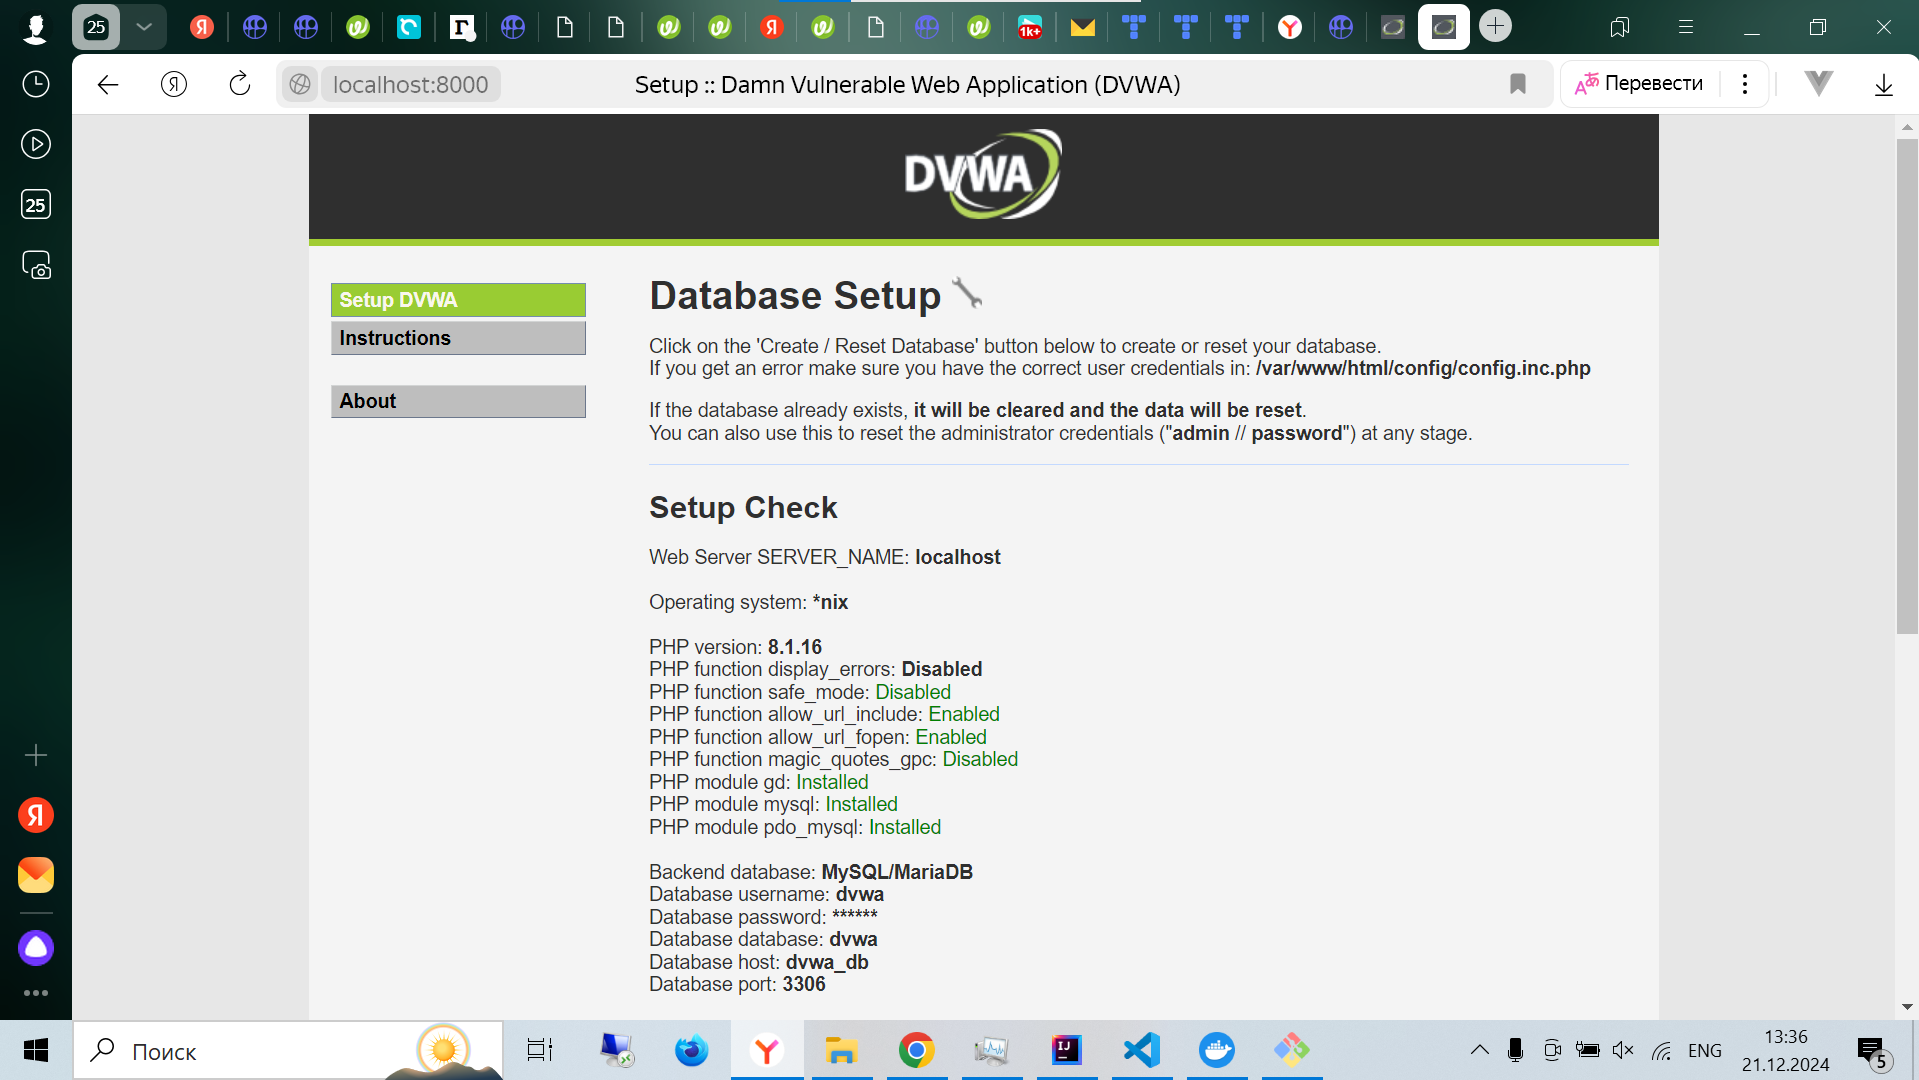 25
1k+
localhost:8000
Setup :: Damn Vulnerable Web Application (DVWA)
Перевести
25
DVWA
Setup DVWA
Instructions
About
Database Setup
Click on the 'Create / Reset Database' button below to create or reset your database.
If you get an error make sure you have the correct user credentials in: /var/www/html/config/config.inc.php
If the database already exists, it will be cleared and the data will be reset.
You can also use this to reset the administrator credentials ("admin // password") at any stage.
Setup Check
Web Server SERVER_NAME: localhost
Operating system: *nix
PHP version: 8.1.16
PHP function display_errors: Disabled
PHP function safe_mode: Disabled
PHP function allow_url_include: Enabled
PHP function allow_url_fopen: Enabled
PHP function magic_quotes_gpc: Disabled
PHP module gd: Installed
PHP module mysql: Installed
PHP module pdo_mysql: Installed
Backend database: MySQL/MariaDB
Database username: dvwa
Database password: ******
Database database: dvwa
Database host: dvwa_db
Database port: 3306
Поиск
ENG
13:36
21.12.2024
5